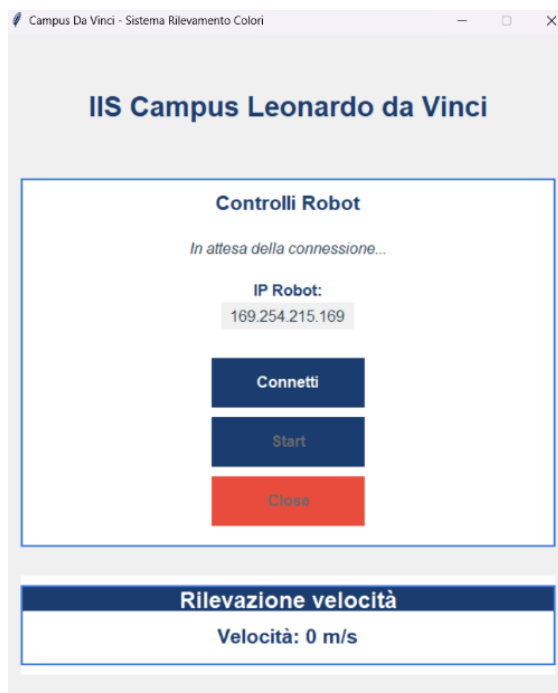 Campus Da Vinci - Sistema Rilevamento Colori
IIS Campus Leonardo da Vinci
Controlli Robot
In attesa della connessione...
IP Robot:
169.254.215.169
Connetti
Start
Close
Rilevazione velocità
Velocità: 0 m/s